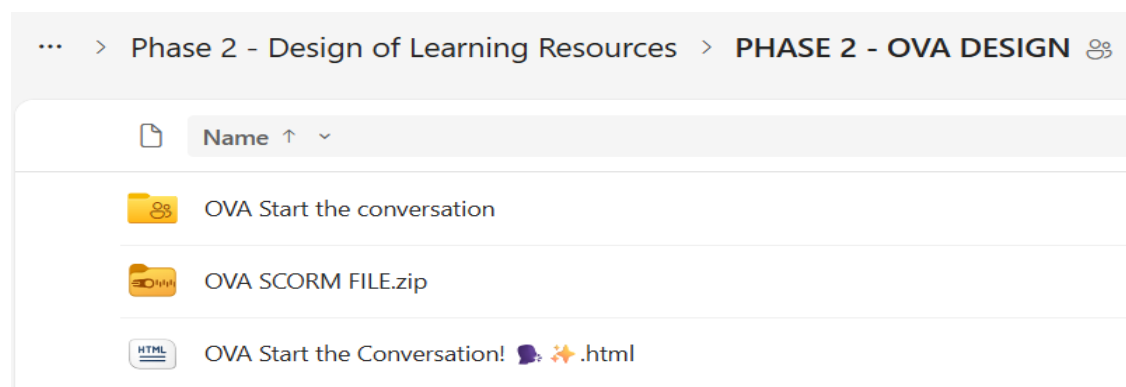 ... > Phase 2 - Design of Learning Resources > PHASE 2 - OVA DESIGN
Name ↑
OVA Start the conversation
OVA SCORM FILE.zip
HTML OVA Start the Conversation! 🗣️ ✨.html